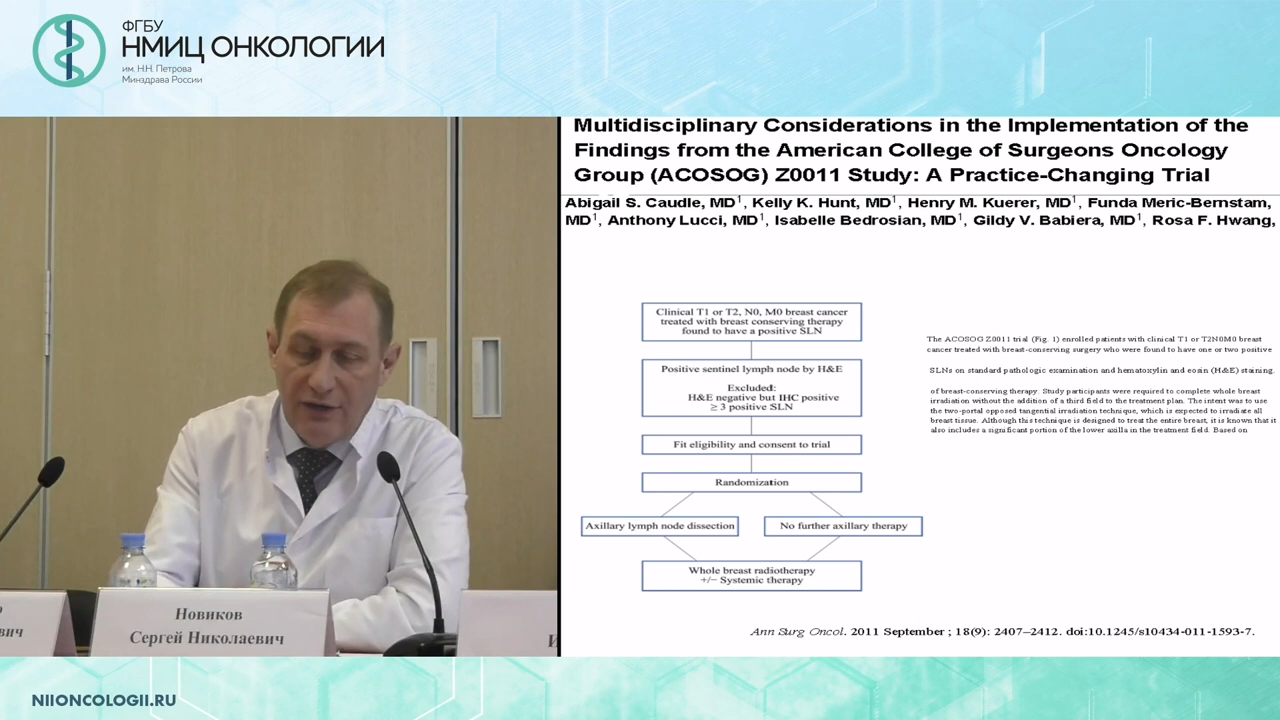 ФГБУ
НМИЦ ОНКОЛОГИИ
им. Н.Н. Петрова
Минздрава России
Multidisciplinary Considerations in the Implementation of the
Findings from the American College of Surgeons Oncology
Group (ACOSOG) Z0011 Study: A Practice-Changing Trial
Abigail S. Caudle, MD1, Kelly K. Hunt, MD1, Henry M. Kuerer, MD1, Funda Meric-Bernstam,
MD1, Anthony Lucci, MD1, Isabelle Bedrosian, MD1, Gildy V. Babiera, MD1, Rosa F. Hwang,
Clinical T1 or T2, N0, M0 breast cancer
treated with breast conserving therapy
found to have a positive SLN
Positive sentinel lymph node by H&E
Excluded:
H&E negative but IHC positive
≥ 3 positive SLN
Fit eligibility and consent to trial
Randomization
Axillary lymph node dissection
No further axillary therapy
Whole breast radiotherapy
+/− Systemic therapy
The ACOSOG Z0011 trial (Fig. 1) enrolled patients with clinical T1 or T2N0M0 breast
cancer treated with breast-conserving surgery who were found to have one or two positive
SLNs on standard pathologic examination and hematoxylin and eosin (H&E) staining.
of breast-conserving therapy. Study participants were required to complete whole breast
irradiation without the addition of a third field to the treatment plan. The intent was to use
the two-portal opposed tangential irradiation technique, which is expected to irradiate all
breast tissue. Although this technique is designed to treat the entire breast, it is known that it
also includes a significant portion of the lower axilla in the treatment field. Based on
Ann Surg Oncol. 2011 September ; 18(9): 2407–2412. doi:10.1245/s10434-011-1593-7.
вич
Новиков
Сергей Николаевич
NIIONCOLOGII.RU